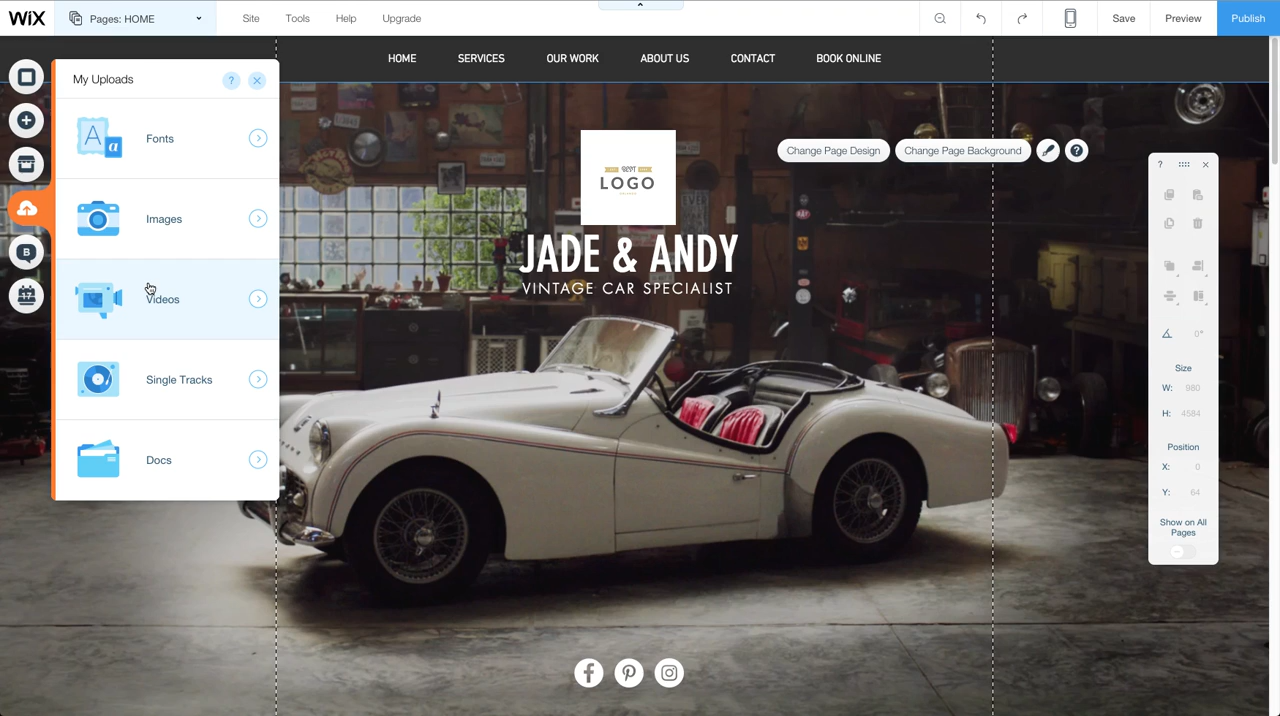 WiX
Pages: HOME
Site
Tools
Help
Upgrade
Save
Preview
Publish
HOME
SERVICES
OUR WORK
ABOUT US
CONTACT
BOOK ONLINE
My Uploads
?
Fonts
A a
Images
Videos
Single Tracks
Docs
B
LOGO
JADE & ANDY
VINTAGE CAR SPECIALIST
Change Page Design
Change Page Background
?
?
0°
Size
W: 980
H: 4584
Position
X: 0
Y: 64
Show on All
Pages